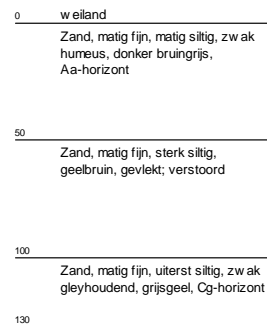 0 weiland
Zand, matig fijn, matig siltig, zwak
humeus, donker bruingrijs,
Aa-horizont
50
Zand, matig fijn, sterk siltig,
geelbruin, gevlekt; verstoord
100
Zand, matig fijn, uiterst siltig, zwak
gleyhoudend, grijsgeel, Cg-horizont
130